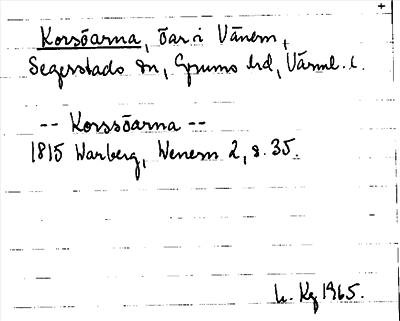 +
Korsöarna, öar i Vänern,
Segerstads sn, Grums hd, Värml. l.
-- Korssöarna --
1815 Warberg, Wenern 2, s. 35.
Kg 1965.